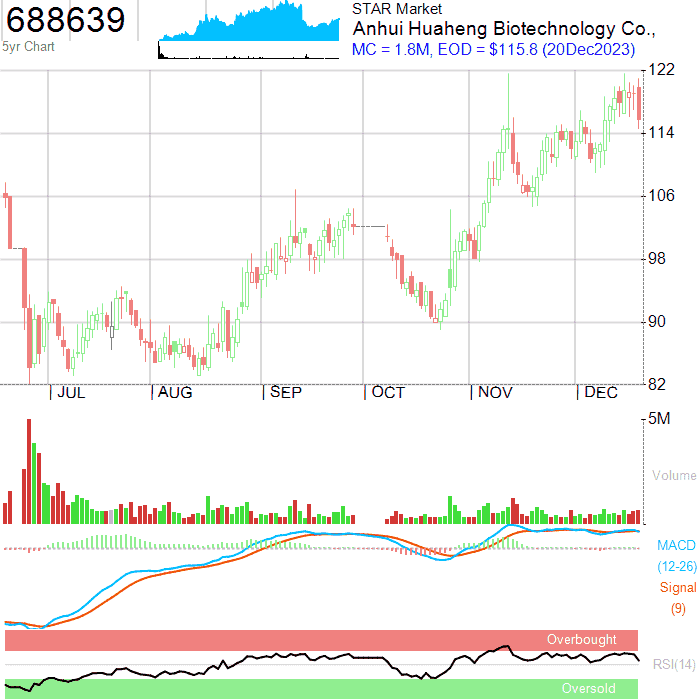 688639
5yr Chart
STAR Market
Anhui Huaheng Biotechnology Co.,
MC = 1.8M, EOD = $115.8 (20Dec2023)
122
114
106
98
90
82
JUL
AUG
SEP
OCT
NOV
DEC
5M
Volume
MACD
(12-26)
Signal
(9)
Overbought
RSI(14)
Oversold